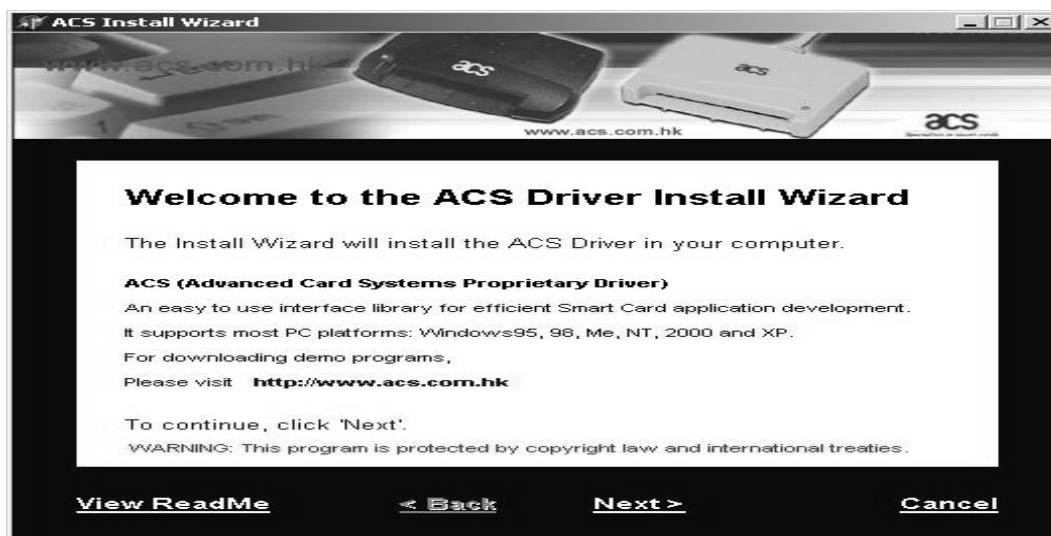 ACS Install Wizard
www.acs.com.hk
acs
acs
www.acs.com.hk
acs
Welcome to the ACS Driver Install Wizard
The Install Wizard will install the ACS Driver in your computer.
ACS (Advanced Card Systems Proprietary Driver)
An easy to use interface library for efficient Smart Card application development.
It supports most PC platforms: Windows95, 98, Me, NT, 2000 and XP.
For downloading demo programs,
Please visit http://www.acs.com.hk
To continue, click 'Next'.
WARNING: This program is protected by copyright law and international treaties.
View ReadMe < Back Next > Cancel